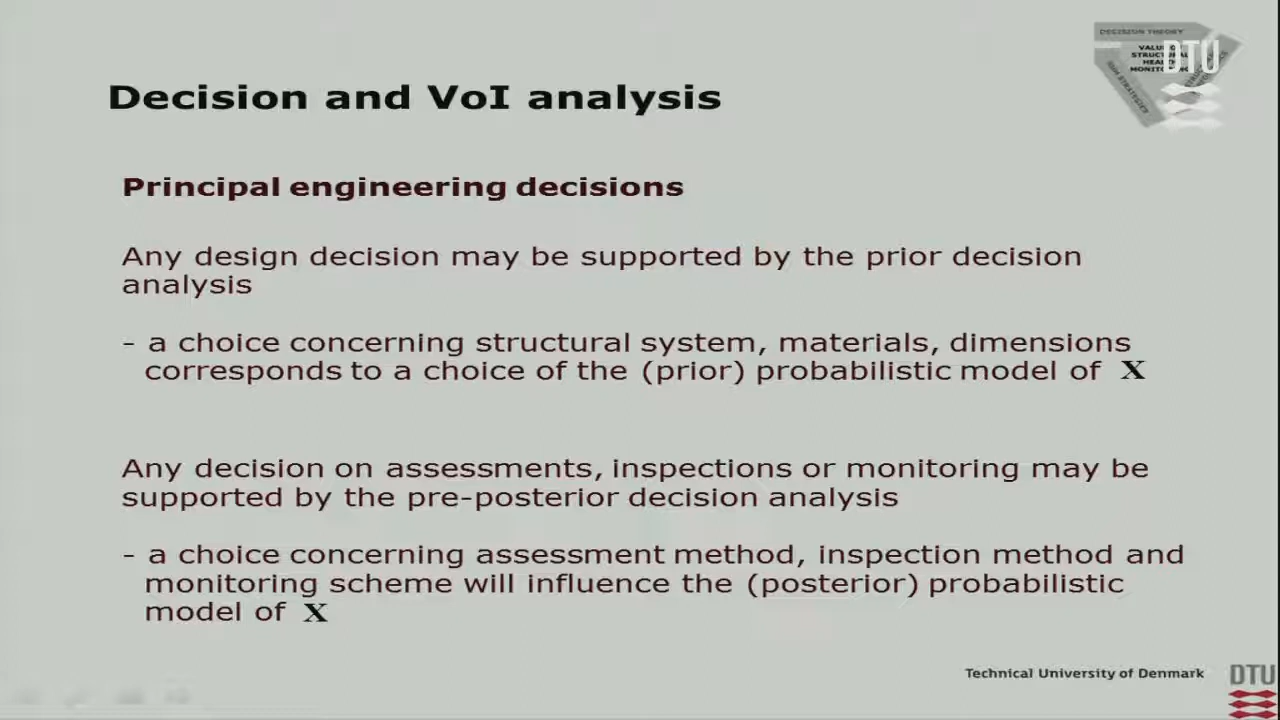 DECISION THEORY
DTU
Decision and VoI analysis
Principal engineering decisions
Any design decision may be supported by the prior decision
analysis
- a choice concerning structural system, materials, dimensions
corresponds to a choice of the (prior) probabilistic model of X
Any decision on assessments, inspections or monitoring may be
supported by the pre-posterior decision analysis
- a choice concerning assessment method, inspection method and
monitoring scheme will influence the (posterior) probabilistic
model of X
Technical University of Denmark
DTU